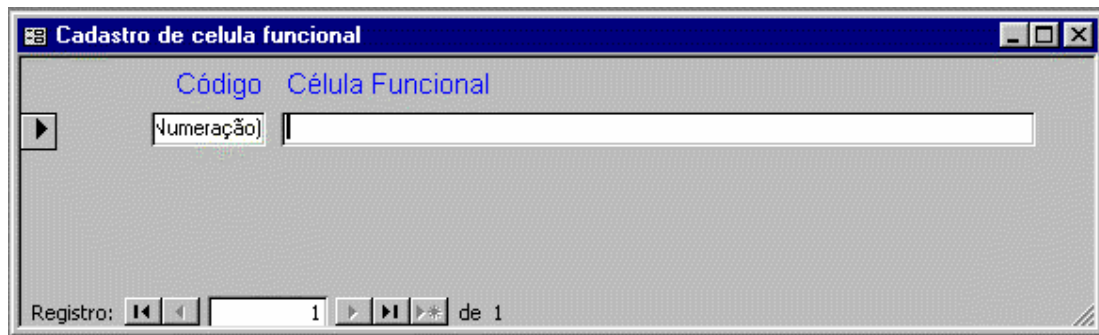 Cadastro de celula funcional
Código Célula Funcional
Numeração)
Registro: 1 de 1